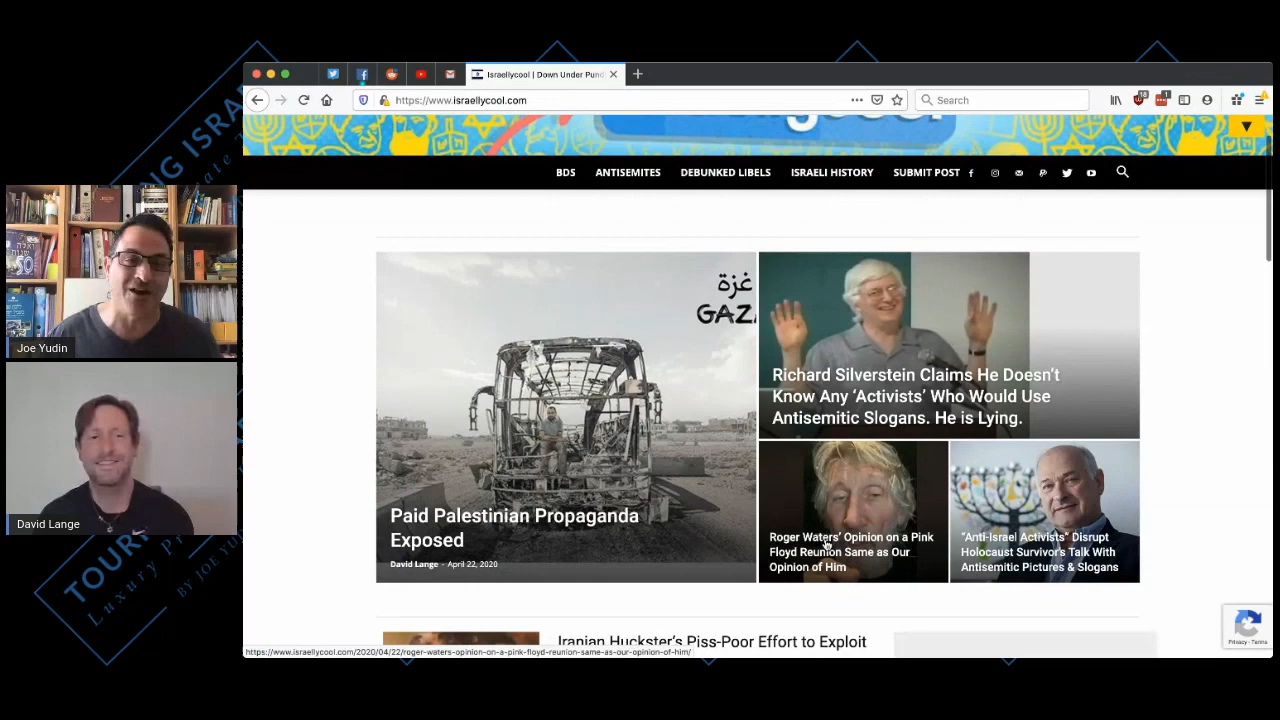 Israellycool | Down Under Pund
https://www.israellycool.com
Search
18
1
BDS
ANTISEMITES
DEBUNKED LIBELS
ISRAELI HISTORY
SUBMIT POST
غزة
GAZA
Richard Silverstein Claims He Doesn't
Know Any 'Activists' Who Would Use
Antisemitic Slogans. He is Lying.
Joe Yudin
David Lange
Paid Palestinian Propaganda
Exposed
David Lange - April 22, 2020
Roger Waters' Opinion on a Pink
Floyd Reunion Same as Our
Opinion of Him
"Anti-Israel Activists" Disrupt
Holocaust Survivor's Talk With
Antisemitic Pictures & Slogans
Iranian Huckster's Piss-Poor Effort to Exploit
Privacy - Terms
https://www.israellycool.com/2020/04/22/roger-waters-opinion-on-a-pink-floyd-reunion-same-as-our-opinion-of-him/